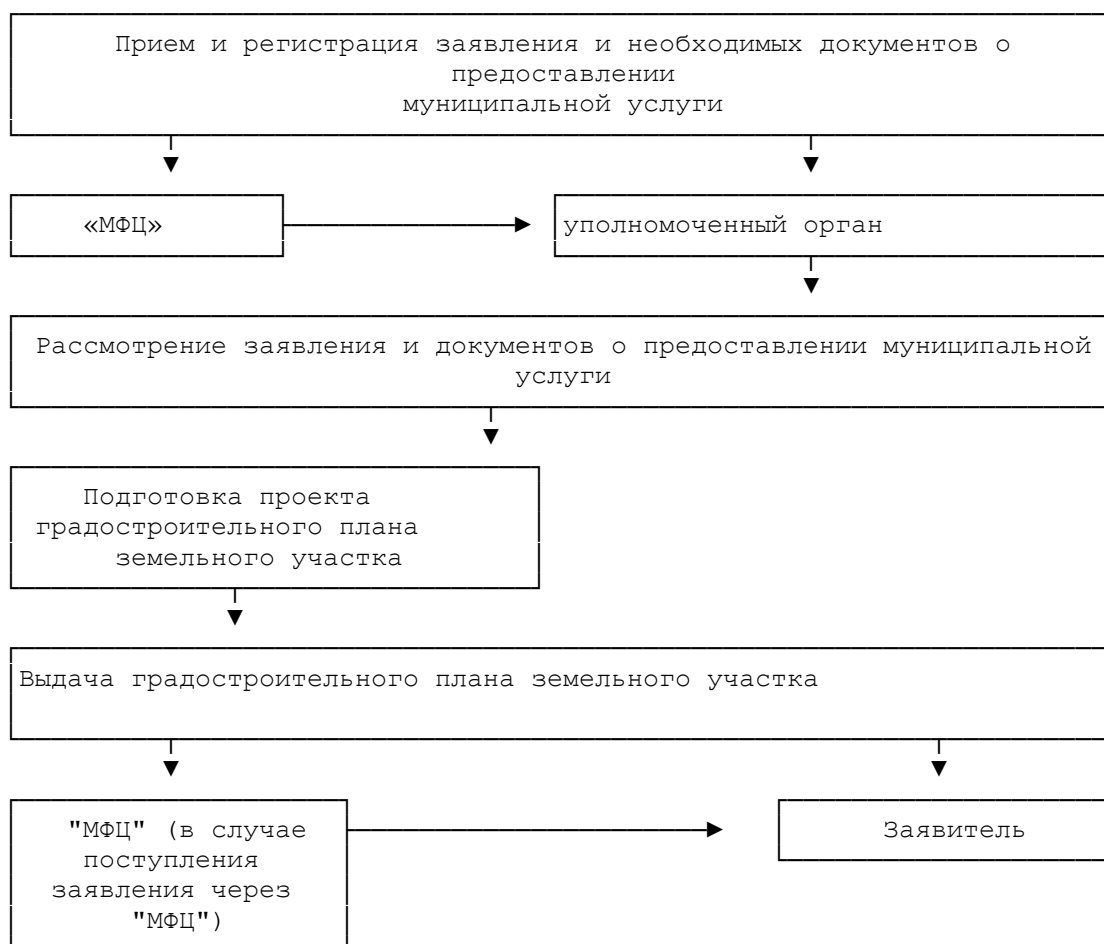 Прием и регистрация заявления и необходимых документов о
предоставлении
муниципальной услуги
«МФЦ»
уполномоченный орган
Рассмотрение заявления и документов о предоставлении муниципальной
услуги
Подготовка проекта
градостроительного плана
земельного участка
Выдача градостроительного плана земельного участка
"МФЦ" (в случае
поступления
заявления через
"МФЦ")
Заявитель